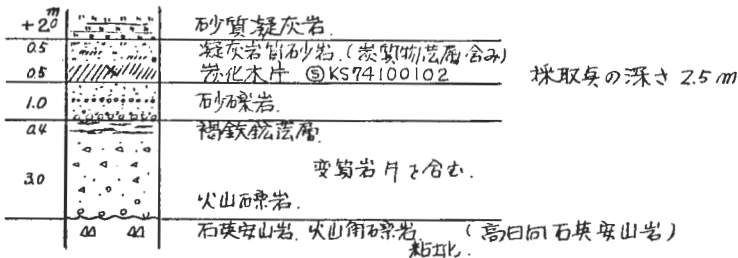 +2.0m 砂質凝灰岩
0.5 凝灰岩質砂岩.(炭質物薄層含み)
0.5 炭化木片 ⑤KS74100102 採取点の深さ 2.5m
1.0 砂礫岩
0.4 褐鉄鉱薄層
変質岩片を含む.
3.0 火山礫岩.
石英安山岩. 火山角礫岩. (高日向石英安山岩)
粘土化.